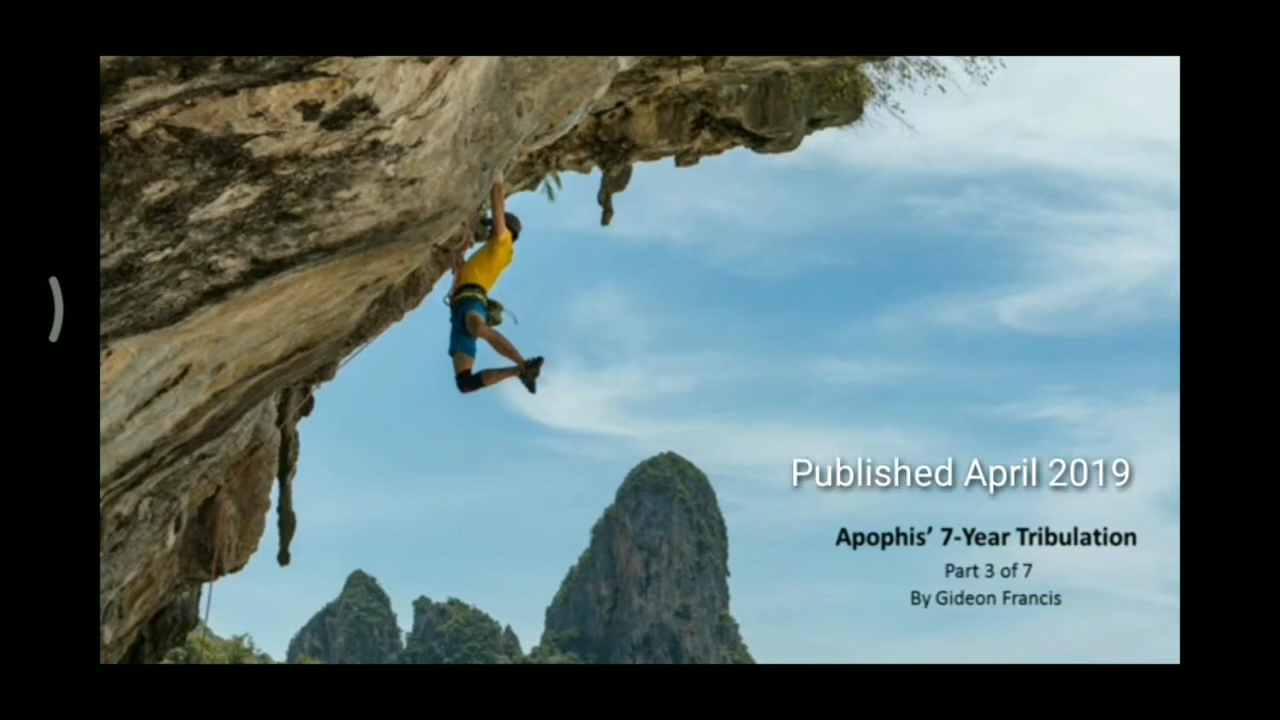 Published April 2019
Apophis’ 7-Year Tribulation
Part 3 of 7
By Gideon Francis